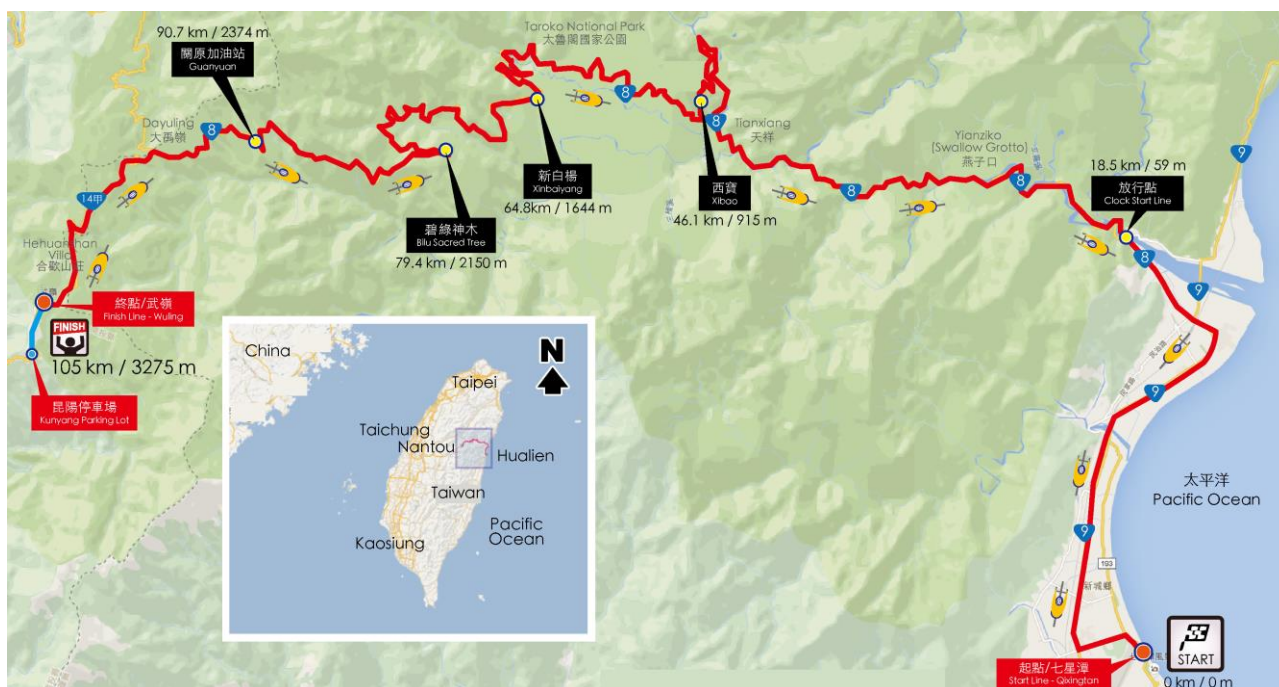 90.7 km / 2374 m
關原加油站
Guanyuan
Taroko National Park
太魯閣國家公園
8
Dayuling
大禹嶺
8
新白楊
Xinbaiyang
64.8km / 1644 m
碧綠神木
Bilu Sacred Tree
79.4 km / 2150 m
西寶
Xibao
46.1 km / 915 m
8
Tianxiang
天祥
8
Yianziko
(Swallow Grotto)
燕子口
8
9
18.5 km / 59 m
放行點
Clock Start Line
8
9
14甲
Hehuanshan
Villa
合歡山莊
終點/武嶺
Finish Line - Wuling
FINISH
105 km / 3275 m
昆陽停車場
Kunyang Parking Lot
China
N
Taipei
Taichung
Nantou
Hualien
Taiwan
Pacific
Ocean
Kaosiung
9
太平洋
Pacific Ocean
9
193
新城鄉
起點/七星潭
Start Line - Qixingtan
START
0 km / 0 m